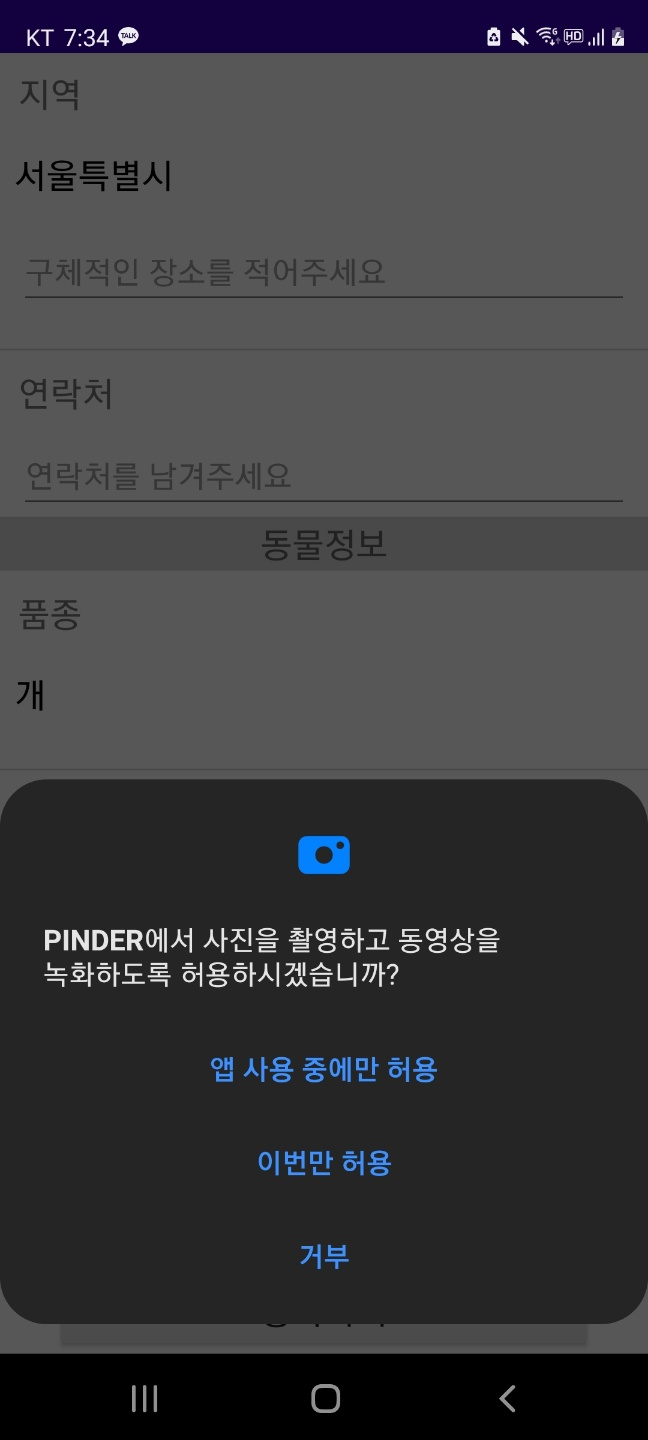 KT 7:34 TALK 6 HD
지역
서울특별시
구체적인 장소를 적어주세요
연락처
연락처를 남겨주세요
동물정보
품종
개
PINDER에서 사진을 촬영하고 동영상을
녹화하도록 허용하시겠습니까?
앱 사용 중에만 허용
이번만 허용
거부